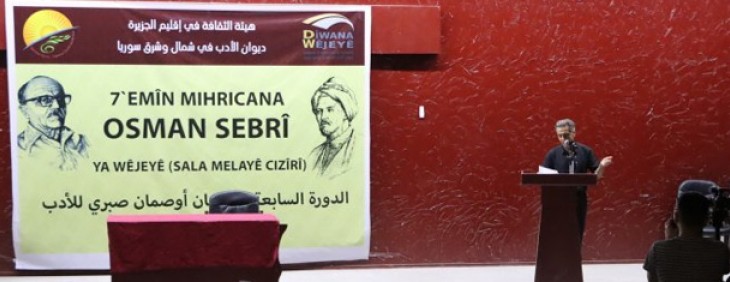 هيئة الثقافة في إقليم الجزيرة
ديوان الأدب في شمال وشرق سوريا
DIWANA
WÊJEYÊ
7`EMÎN MIHRICANA
OSMAN SEBRÎ
YA WÊJEYÊ (SALA MELAYÊ CIZÎRÎ)
الدورة السابعة أوصمان صبري للأدب